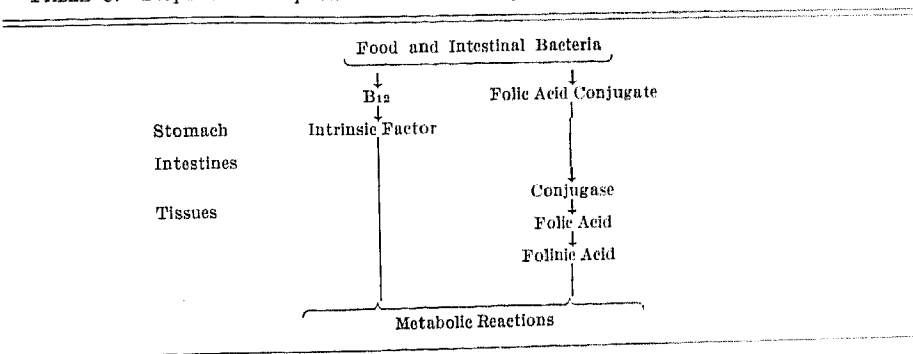 Food and Intestinal Bacteria
B12
Folic Acid Conjugate
Stomach
Intrinsic Factor
Intestines
Conjugase
Tissues
Folic Acid
Folinic Acid
Metabolic Reactions